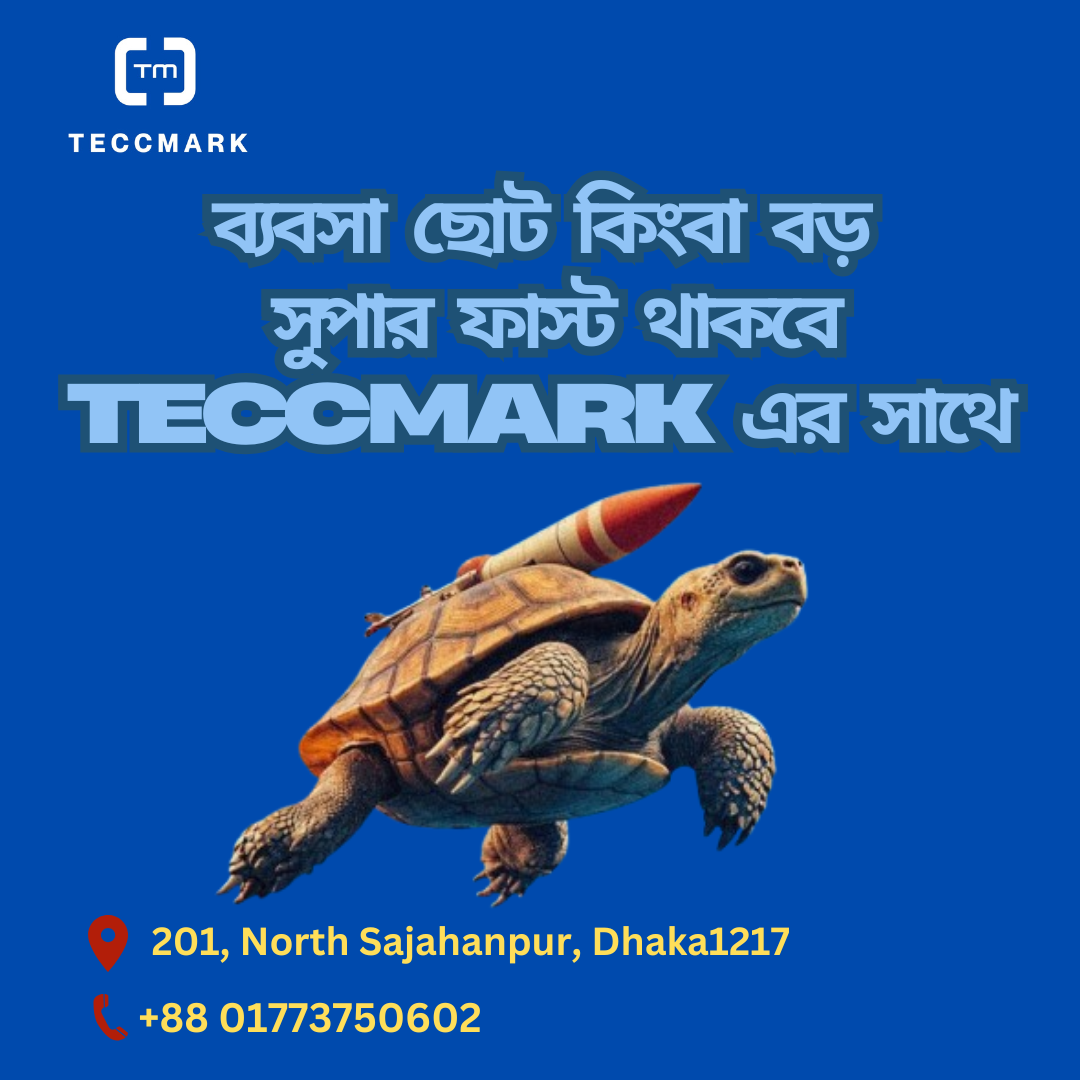 TM
TECCMARK
ব্যবসা ছোট কিংবা বড়
সুপার ফাস্ট থাকবে
TECCMARK এর সাথে
201, North Sajahanpur, Dhaka1217
+88 01773750602